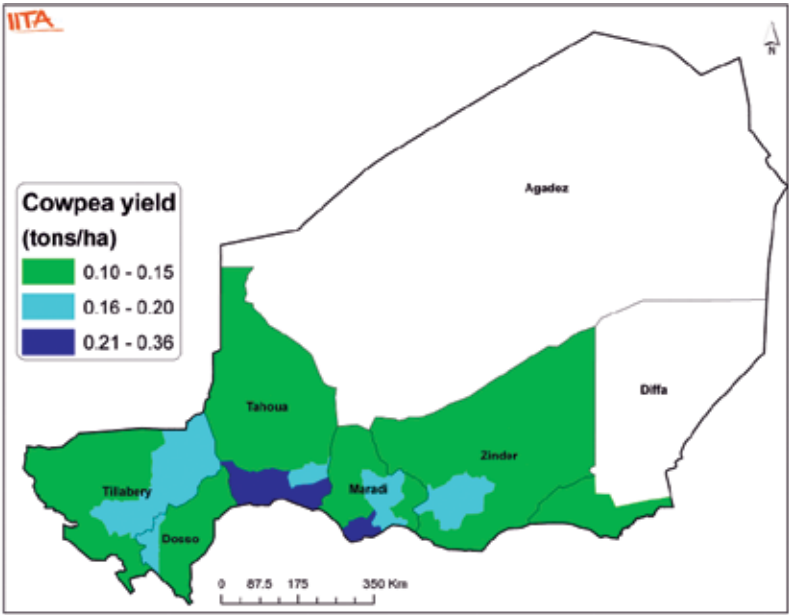 IITA
N
Agadez
Cowpea yield
(tons/ha)
0.10 - 0.15
0.16 - 0.20
0.21 - 0.36
Diffa
Tahoua
Zinder
Tillabery
Maradi
Dosso
0 87.5 175 350 Km